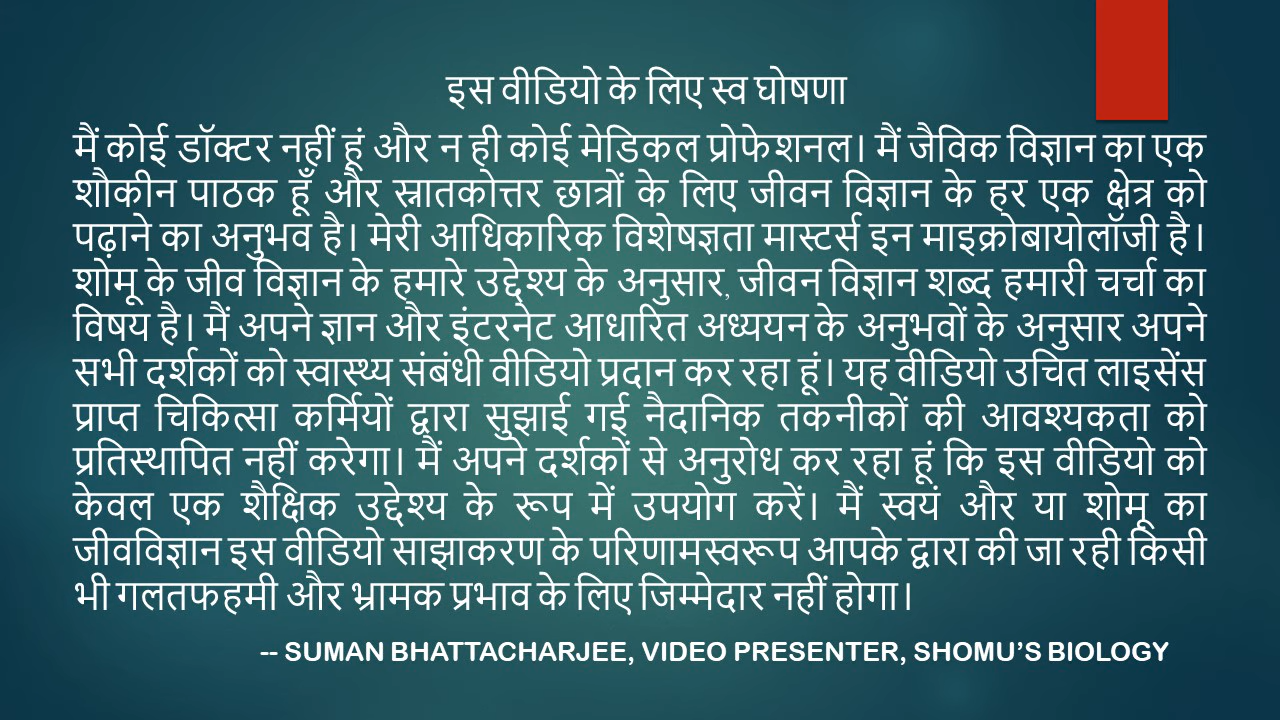 इस वीडियो के लिए स्व घोषणा
मैं कोई डॉक्टर नहीं हूं और न ही कोई मेडिकल प्रोफेशनल। मैं जैविक विज्ञान का एक
शौकीन पाठक हूँ और स्नातकोत्तर छात्रों के लिए जीवन विज्ञान के हर एक क्षेत्र को
पढ़ाने का अनुभव है। मेरी आधिकारिक विशेषज्ञता मास्टर्स इन माइक्रोबायोलॉजी है।
शोमू के जीव विज्ञान के हमारे उद्देश्य के अनुसार, जीवन विज्ञान शब्द हमारी चर्चा का
विषय है। मैं अपने ज्ञान और इंटरनेट आधारित अध्ययन के अनुभवों के अनुसार अपने
सभी दर्शकों को स्वास्थ्य संबंधी वीडियो प्रदान कर रहा हूं। यह वीडियो उचित लाइसेंस
प्राप्त चिकित्सा कर्मियों द्वारा सुझाई गई नैदानिक तकनीकों की आवश्यकता को
प्रतिस्थापित नहीं करेगा। मैं अपने दर्शकों से अनुरोध कर रहा हूं कि इस वीडियो को
केवल एक शैक्षिक उद्देश्य के रूप में उपयोग करें। मैं स्वयं और या शोमू का
जीवविज्ञान इस वीडियो साझाकरण के परिणामस्वरूप आपके द्वारा की जा रही किसी
भी गलतफहमी और भ्रामक प्रभाव के लिए जिम्मेदार नहीं होगा।
-- SUMAN BHATTACHARJEE, VIDEO PRESENTER, SHOMU’S BIOLOGY